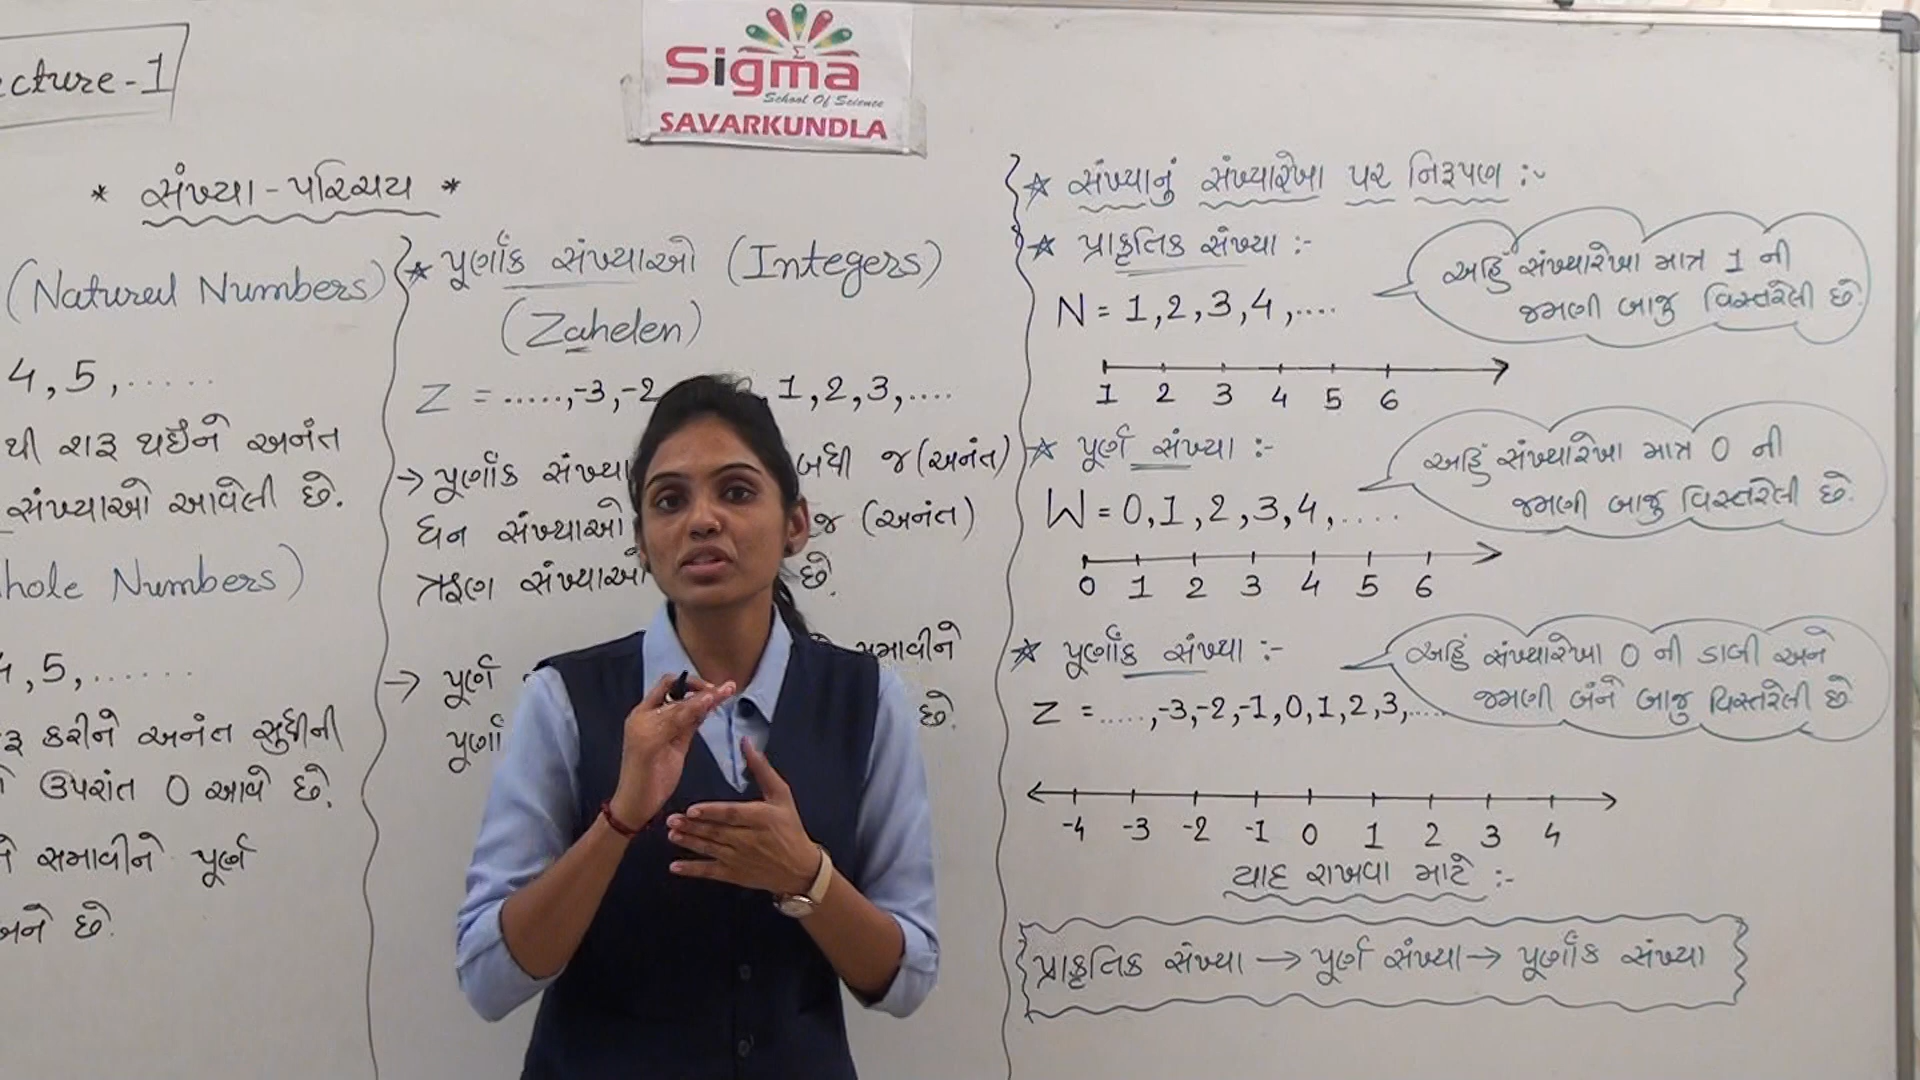 cture-1
Sigma
School Of Science
SAVARKUNDLA
* સંખ્યા - પરિચય *
(Natural Numbers)
4, 5, ......
થી શરૂ થઈને અનંત
સંખ્યાઓ આવેલી છે.
hole Numbers)
4, 5, ......
કરીને અનંત સુધીની
ઉપરાંત 0 આવે છે.
સમાવીને પૂર્ણ
બને છે.
* પૂર્ણાંક સંખ્યાઓ (Integers)
(Zahelen)
Z = ....., -3, -2 , 1, 2, 3, ....
→ પૂર્ણાંક સંખ્યા બધી જ (અનંત)
ધન સંખ્યાઓ જ (અનંત)
ઋણ સંખ્યાઓ છે.
→ પૂર્ણ સમાવીને
પૂર્ણાં છે.
☆ સંખ્યાનું સંખ્યારેખા પર નિરૂપણ :-
☆ પ્રાકૃતિક સંખ્યા :-
N = 1, 2, 3, 4, ....
અહિં સંખ્યારેખા માત્ર 1 ની
જમણી બાજુ વિસ્તરેલી છે.
1 2 3 4 5 6
☆ પૂર્ણ સંખ્યા :-
W = 0, 1, 2, 3, 4, ....
અહિં સંખ્યારેખા માત્ર 0 ની
જમણી બાજુ વિસ્તરેલી છે.
0 1 2 3 4 5 6
☆ પૂર્ણાંક સંખ્યા :-
Z = ....., -3, -2, -1, 0, 1, 2, 3, .....
અહિં સંખ્યારેખા 0 ની ડાબી અને
જમણી બંને બાજુ વિસ્તરેલી છે
-4 -3 -2 -1 0 1 2 3 4
યાદ રાખવા માટે :-
પ્રાકૃતિક સંખ્યા → પૂર્ણ સંખ્યા → પૂર્ણાંક સંખ્યા